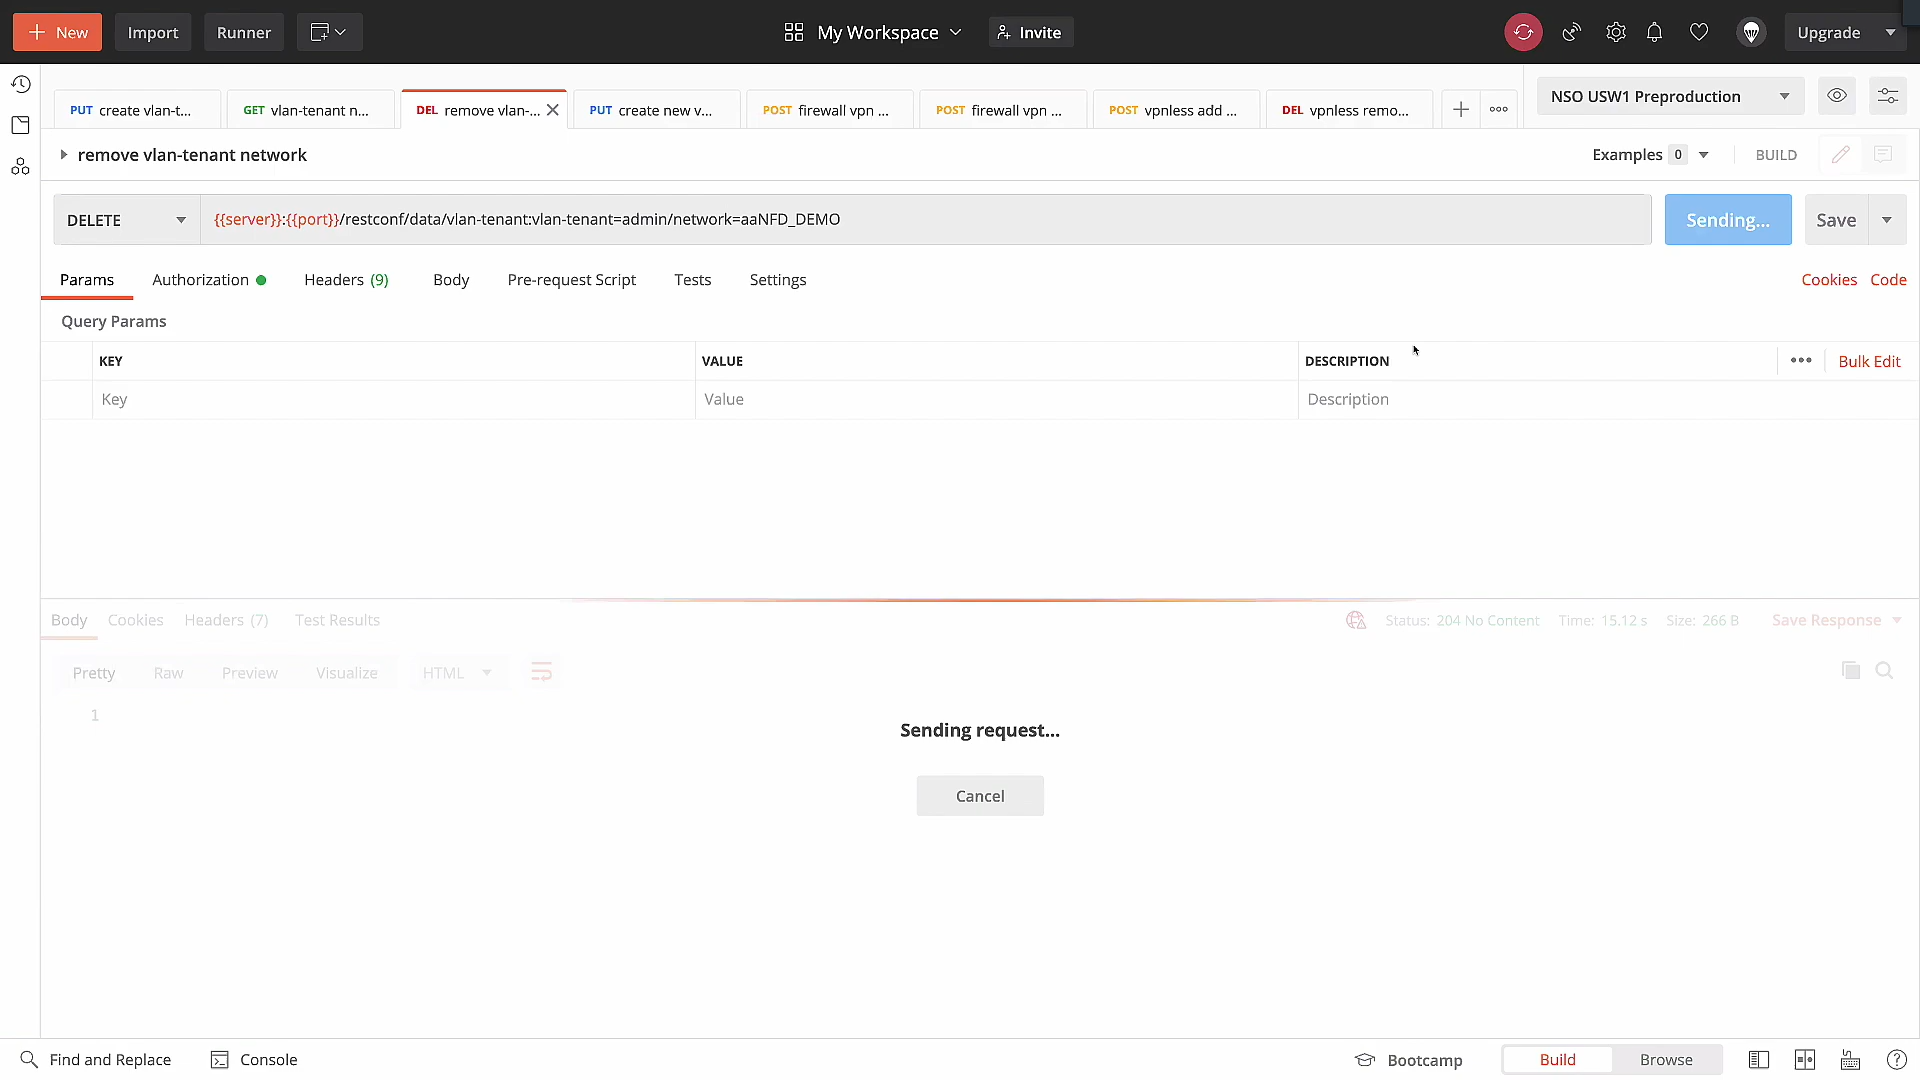 New
Import
Runner
My Workspace
Invite
Upgrade
PUT create vlan-t...
GET vlan-tenant n...
DEL remove vlan-...
PUT create new v...
POST firewall vpn ...
POST firewall vpn ...
POST vpnless add ...
DEL vpnless remo...
NSO USW1 Preproduction
remove vlan-tenant network
Examples 0
BUILD
DELETE
{{server}}:{{port}}/restconf/data/vlan-tenant:vlan-tenant=admin/network=aaNFD_DEMO
Sending...
Save
Params
Authorization
Headers (9)
Body
Pre-request Script
Tests
Settings
Cookies
Code
Query Params
KEY
VALUE
DESCRIPTION
Bulk Edit
Key
Value
Description
Body
Cookies
Headers (7)
Test Results
Status: 204 No Content
Time: 15.12 s
Size: 266 B
Save Response
Pretty
Raw
Preview
Visualize
HTML
1
Sending request...
Cancel
Find and Replace
Console
Bootcamp
Build
Browse